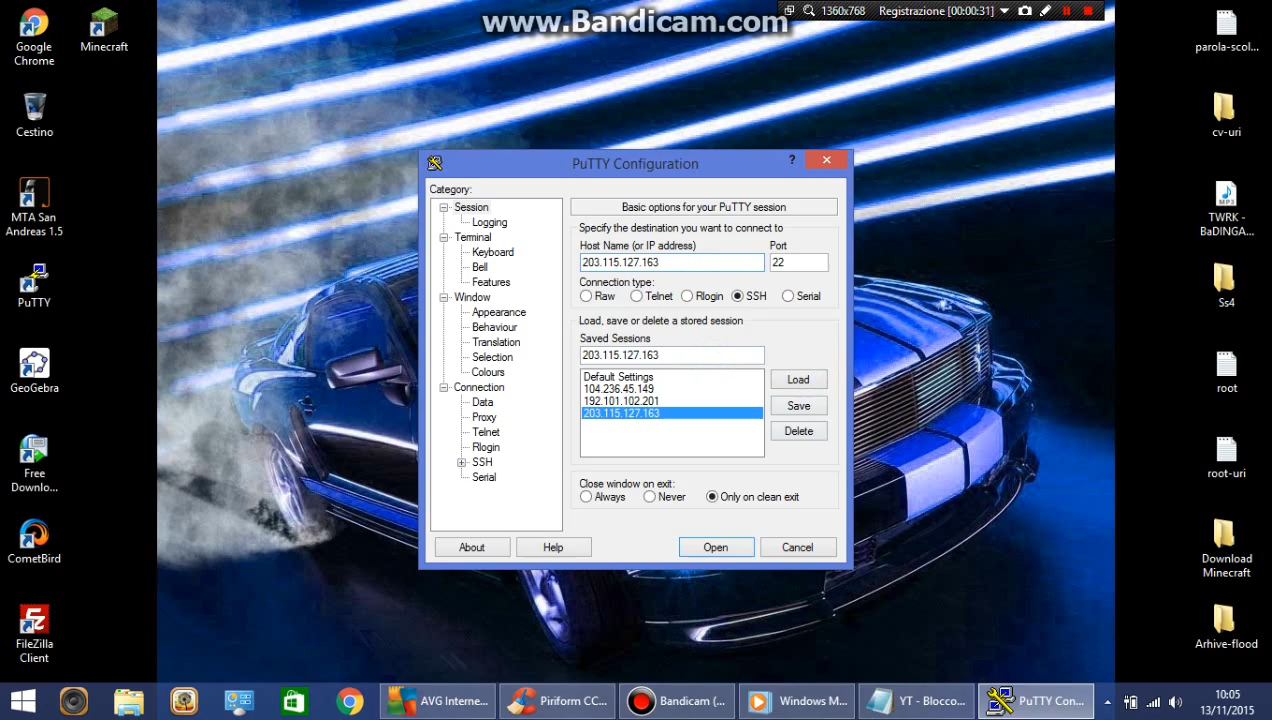 www.Bandicam.com
1360x768 Registrazione [00:00:31]
Google
Chrome
Minecraft
Cestino
MTA San
Andreas 1.5
PuTTY
GeoGebra
Free
Downlo...
CometBird
FileZilla
Client
PuTTY Configuration
?
Category:
Session
Logging
Terminal
Keyboard
Bell
Features
Window
Appearance
Behaviour
Translation
Selection
Colours
Connection
Data
Proxy
Telnet
Rlogin
SSH
Serial
Basic options for your PuTTY session
Specify the destination you want to connect to
Host Name (or IP address) Port
203.115.127.163 22
Connection type:
Raw Telnet Rlogin SSH Serial
Load, save or delete a stored session
Saved Sessions
203.115.127.163
Default Settings
104.236.45.149
192.101.102.201
203.115.127.163
Load
Save
Delete
Close window on exit:
Always Never Only on clean exit
About Help Open Cancel
parola-scol...
cv-uri
MP3
TWRK -
BaDINGA...
Ss4
root
root-uri
Download
Minecraft
Arhive-flood
AVG Interne... Piriform CC... Bandicam (... Windows M... YT - Blocco... PuTTY Con...
10:05
13/11/2015